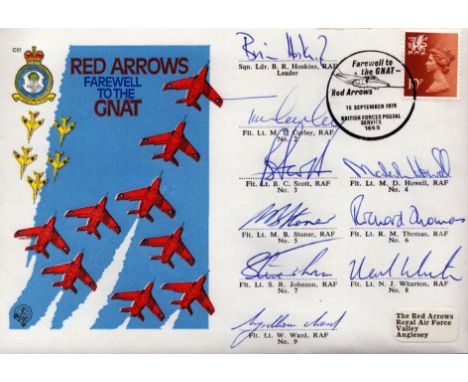 C21
RED ARROWS
FAREWELL
TO THE
GNAT
Sqn. Ldr. B. R. Hoskins, RAF
Leader
Farewell to
the GNAT –
Red Arrows
15 SEPTEMBER 1979
BRITISH FORCES POSTAL
SERVICE
1669
Flt. Lt. M. T. Curley, RAF
No. 2
Flt. Lt. B. C. Scott, RAF
No. 3
Flt. Lt. M. D. Howell, RAF
No. 4
Flt. Lt. M. B. Stoner, RAF
No. 5
Richard Thomas
Flt. Lt. R. M. Thomas, RAF
No. 6
Flt. Lt. S. R. Johnson, RAF
No. 7
Flt. Lt. N. J. Wharton, RAF
No. 8
Flt. Lt. W. Ward, RAF
No. 9
The Red Arrows
Royal Air Force
Valley
Anglesey